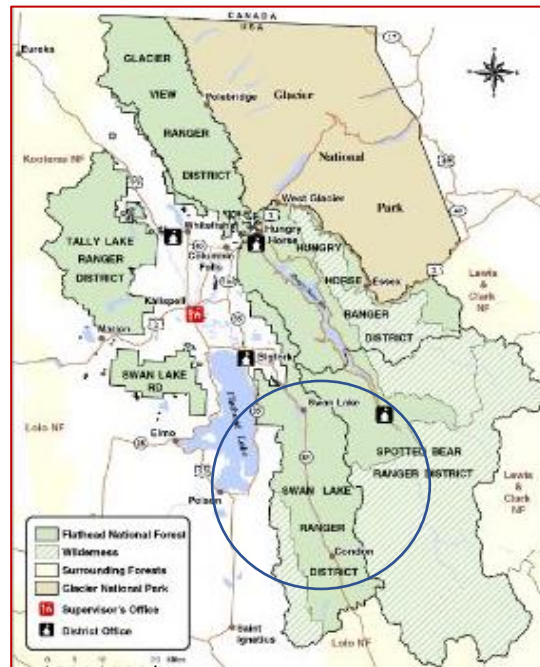 CANADA
USA
Eureka
GLACIER
VIEW
RANGER
DISTRICT
Polebridge
Glacier
National
Park
Kootenai NF
West Glacier
TALLY LAKE
RANGER
DISTRICT
Whitefish
Columbia
Falls
Hungry
Horse
HUNGRY
HORSE
RANGER
DISTRICT
Essex
Lewis
&
Clark
NF
Kalispell
Marion
2
2
Bigfork
SWAN LAKE
RD
Flathead Lake
Swan Lake
Lolo NF
Elmo
Polson
SPOTTED BEAR
RANGER DISTRICT
Lewis
&
Clark
NF
SWAN LAKE
RANGER
DISTRICT
Condon
Flathead National Forest
Wilderness
Surrounding Forests
Glacier National Park
Supervisor's Office
District Office
Saint
Ignatius
Lolo NF